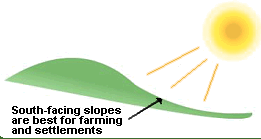 South-facing slopes
are best for farming
and settlements